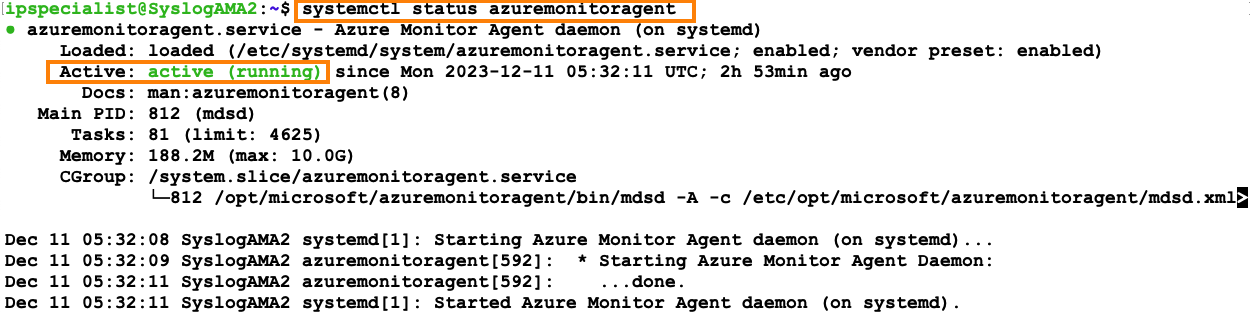 ipspecialist@SyslogAMA2:~$ systemctl status azuremonitoragent
● azuremonitoragent.service - Azure Monitor Agent daemon (on systemd)
     Loaded: loaded (/etc/systemd/system/azuremonitoragent.service; enabled; vendor preset: enabled)
     Active: active (running) since Mon 2023-12-11 05:32:11 UTC; 2h 53min ago
       Docs: man:azuremonitoragent(8)
   Main PID: 812 (mdsd)
      Tasks: 81 (limit: 4625)
     Memory: 188.2M (max: 10.0G)
     CGroup: /system.slice/azuremonitoragent.service
             └─812 /opt/microsoft/azuremonitoragent/bin/mdsd -A -c /etc/opt/microsoft/azuremonitoragent/mdsd.xml>
Dec 11 05:32:08 SyslogAMA2 systemd[1]: Starting Azure Monitor Agent daemon (on systemd)...
Dec 11 05:32:09 SyslogAMA2 azuremonitoragent[592]:  * Starting Azure Monitor Agent Daemon:
Dec 11 05:32:11 SyslogAMA2 azuremonitoragent[592]:    ...done.
Dec 11 05:32:11 SyslogAMA2 systemd[1]: Started Azure Monitor Agent daemon (on systemd).